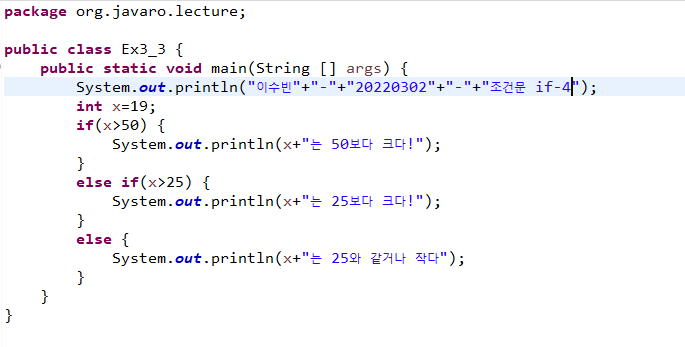 package org.javaro.lecture;
public class Ex3_3 {
public static void main(String [] args) {
System.out.println("이수빈"+"-"+"20220302"+"-"+"조건문 if-4");
int x=19;
if(x>50) {
System.out.println(x+"는 50보다 크다!");
}
else if(x>25) {
System.out.println(x+"는 25보다 크다!");
}
else {
System.out.println(x+"는 25와 같거나 작다");
}
}
}